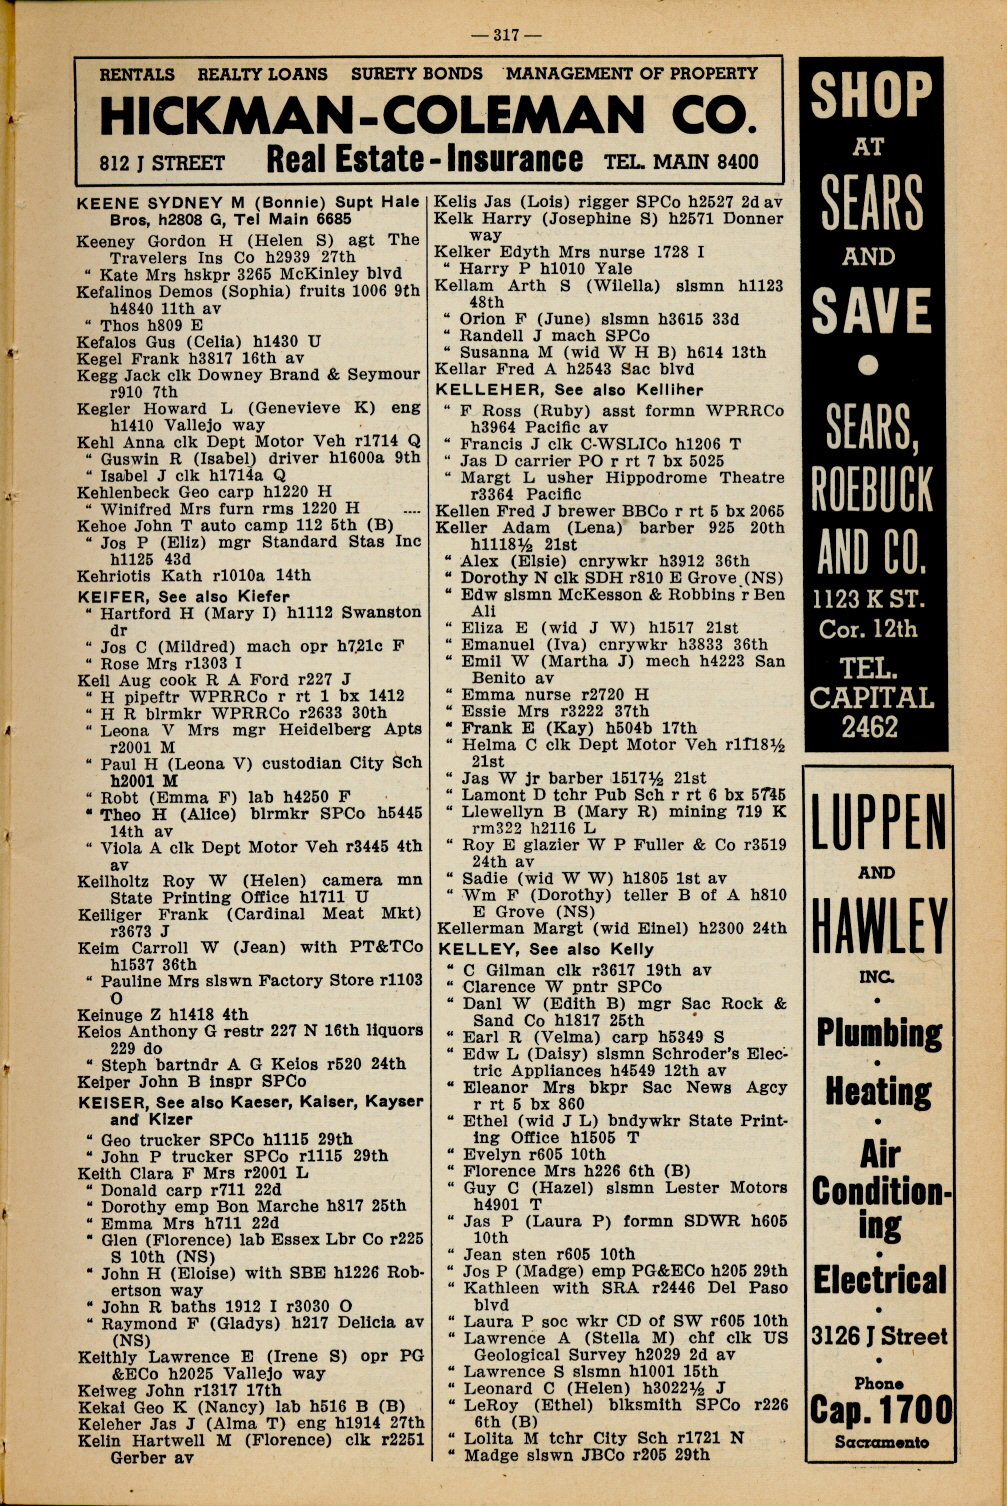 — 317 —
RENTALS REALTY LOANS SURETY BONDS MANAGEMENT OF PROPERTY
HICKMAN-COLEMAN CO.
812 J STREET Real Estate - Insurance TEL. MAIN 8400
KEENE SYDNEY M (Bonnie) Supt Hale
Bros, h2808 G, Tel Main 6685
Keeney Gordon H (Helen S) agt The
Travelers Ins Co h2939 27th
" Kate Mrs hskpr 3265 McKinley blvd
Kefalinos Demos (Sophia) fruits 1006 9th
h4840 11th av
" Thos h809 E
Kefalos Gus (Celia) h1430 U
Kegel Frank h3817 16th av
Kegg Jack clk Downey Brand & Seymour
r910 7th
Kegler Howard L (Genevieve K) eng
h1410 Vallejo way
Kehl Anna clk Dept Motor Veh r1714 Q
" Guswin R (Isabel) driver h1600a 9th
" Isabel J clk h1714a Q
Kehlenbeck Geo carp h1220 H
" Winifred Mrs furn rms 1220 H ....
Kehoe John T auto camp 112 5th (B)
" Jos P (Eliz) mgr Standard Stas Inc
h1125 43d
Kehriotis Kath r1010a 14th
KEIFER, See also Kiefer
" Hartford H (Mary I) h1112 Swanston
dr
" Jos C (Mildred) mach opr h721c F
" Rose Mrs r1303 I
Keil Aug cook R A Ford r227 J
" H pipeftr WPRRCo r rt 1 bx 1412
" H R blrmkr WPRRCo r2633 30th
" Leona V Mrs mgr Heidelberg Apts
r2001 M
" Paul H (Leona V) custodian City Sch
h2001 M
" Robt (Emma F) lab h4250 F
" Theo H (Alice) blrmkr SPCo h5445
14th av
" Viola A clk Dept Motor Veh r3445 4th
av
Keilholtz Roy W (Helen) camera mn
State Printing Office h1711 U
Keiliger Frank (Cardinal Meat Mkt)
r3673 J
Keim Carroll W (Jean) with PT&TCo
h1537 36th
" Pauline Mrs slswn Factory Store r1103
O
Keinuge Z h1418 4th
Keios Anthony G restr 227 N 16th liquors
229 do
" Steph bartndr A G Keios r520 24th
Keiper John B inspr SPCo
KEISER, See also Kaeser, Kaiser, Kayser
and Kizer
" Geo trucker SPCo h1115 29th
" John P trucker SPCo r1115 29th
Keith Clara F Mrs r2001 L
" Donald carp r711 22d
" Dorothy emp Bon Marche h817 25th
" Emma Mrs h711 22d
" Glen (Florence) lab Essex Lbr Co r225
S 10th (NS)
" John H (Eloise) with SBE h1226 Rob-
ertson way
" John R baths 1912 I r3030 O
" Raymond F (Gladys) h217 Delicia av
(NS)
Keithly Lawrence E (Irene S) opr PG
&ECo h2025 Vallejo way
Keiweg John r1317 17th
Kekai Geo K (Nancy) lab h516 B (B)
Keleher Jas J (Alma T) eng h1914 27th
Kelin Hartwell M (Florence) clk r2251
Gerber av
Kelis Jas (Lois) rigger SPCo h2527 2d av
Kelk Harry (Josephine S) h2571 Donner
way
Kelker Edyth Mrs nurse 1728 I
" Harry P h1010 Yale
Kellam Arth S (Wilella) slsmn h1123
48th
" Orion F (June) slsmn h3615 33d
" Randell J mach SPCo
" Susanna M (wid W H B) h614 13th
Kellar Fred A h2543 Sac blvd
KELLEHER, See also Kelliher
" F Ross (Ruby) asst formn WPRRCo
h3964 Pacific av
" Francis J clk C-WSLICo h1206 T
" Jas D carrier PO r rt 7 bx 5025
" Margt L usher Hippodrome Theatre
r3364 Pacific
Kellen Fred J brewer BBCo r rt 5 bx 2065
Keller Adam (Lena) barber 925 20th
h1118½ 21st
" Alex (Elsie) cnrywkr h3912 36th
" Dorothy N clk SDH r810 E Grove (NS)
" Edw slsmn McKesson & Robbins r Ben
Ali
" Eliza E (wid J W) h1517 21st
" Emanuel (Iva) cnrywkr h3833 36th
" Emil W (Martha J) mech h4223 San
Benito av
" Emma nurse r2720 H
" Essie Mrs r3222 37th
" Frank E (Kay) h504b 17th
" Helma C clk Dept Motor Veh r1118½
21st
" Jas W jr barber 1517½ 21st
" Lamont D tchr Pub Sch r rt 6 bx 5745
" Llewellyn B (Mary R) mining 719 K
rm322 h2116 L
" Roy E glazier W P Fuller & Co r3519
24th av
" Sadie (wid W W) h1805 1st av
" Wm F (Dorothy) teller B of A h810
E Grove (NS)
Kellerman Margt (wid Einel) h2300 24th
KELLEY, See also Kelly
" C Gilman clk r3617 19th av
" Clarence W pntr SPCo
" Danl W (Edith B) mgr Sac Rock &
Sand Co h1817 25th
" Earl R (Velma) carp h5349 S
" Edw L (Daisy) slsmn Schroder's Elec-
tric Appliances h4549 12th av
" Eleanor Mrs bkpr Sac News Agcy
r rt 5 bx 860
" Ethel (wid J L) bndywkr State Print-
ing Office h1505 T
" Evelyn r605 10th
" Florence Mrs h226 6th (B)
" Guy C (Hazel) slsmn Lester Motors
h4901 T
" Jas P (Laura P) formn SDWR h605
10th
" Jean sten r605 10th
" Jos P (Madge) emp PG&ECo h205 29th
" Kathleen with SRA r2446 Del Paso
blvd
" Laura P soc wkr CD of SW r605 10th
" Lawrence A (Stella M) chf clk US
Geological Survey h2029 2d av
" Lawrence S slsmn h1001 15th
" Leonard C (Helen) h3022½ J
" LeRoy (Ethel) blksmith SPCo r226
6th (B)
" Lolita M tchr City Sch r1721 N
" Madge slswn JBCo r205 29th
SHOP
AT
SEARS
AND
SAVE
•
SEARS,
ROEBUCK
AND CO.
1123 K ST.
Cor. 12th
TEL.
CAPITAL
2462
LUPPEN
AND
HAWLEY
INC.
•
Plumbing
•
Heating
•
Air
Condition-
ing
•
Electrical
•
3126 J Street
•
Phone
Cap. 1700
Sacramento